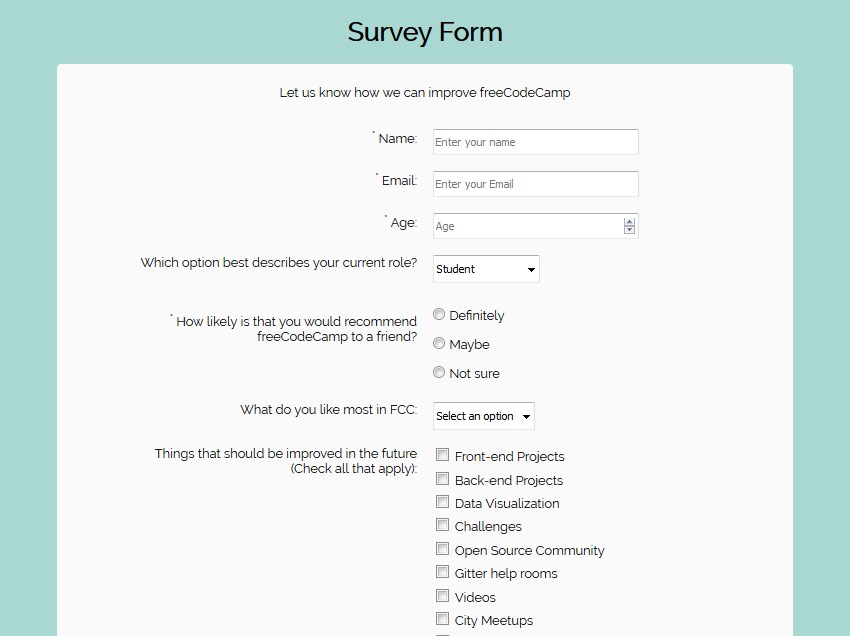 Survey Form
Let us know how we can improve freeCodeCamp
* Name: Enter your name
* Email: Enter your Email
* Age: Age
Which option best describes your current role? Student
* How likely is that you would recommend
freeCodeCamp to a friend?
Definitely
Maybe
Not sure
What do you like most in FCC: Select an option
Things that should be improved in the future
(Check all that apply):
Front-end Projects
Back-end Projects
Data Visualization
Challenges
Open Source Community
Gitter help rooms
Videos
City Meetups